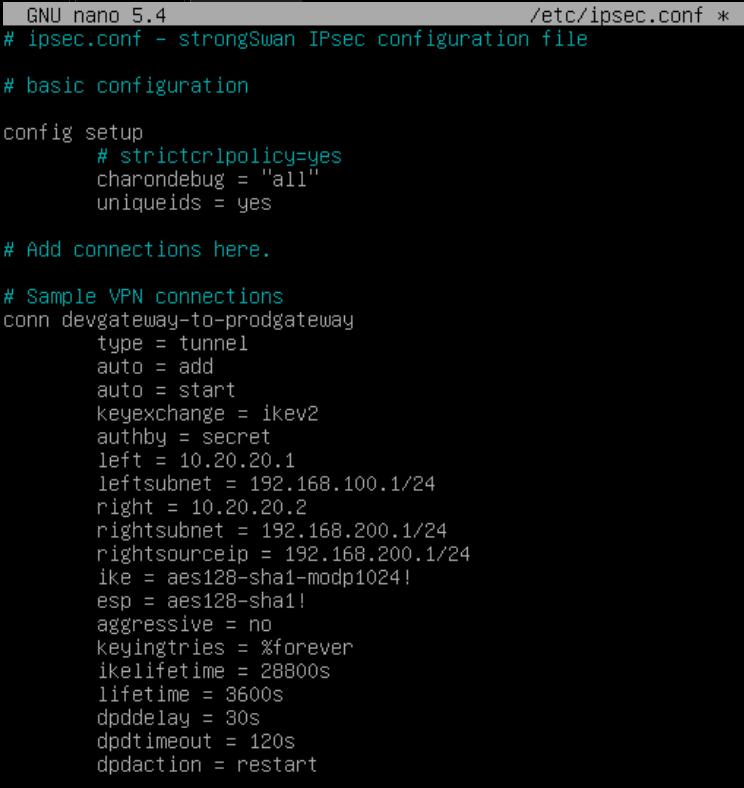 GNU nano 5.4 /etc/ipsec.conf *
# ipsec.conf - strongSwan IPsec configuration file
# basic configuration
config setup
# strictcrlpolicy=yes
charondebug = "all"
uniqueids = yes
# Add connections here.
# Sample VPN connections
conn devgateway-to-prodgateway
type = tunnel
auto = add
auto = start
keyexchange = ikev2
authby = secret
left = 10.20.20.1
leftsubnet = 192.168.100.1/24
right = 10.20.20.2
rightsubnet = 192.168.200.1/24
rightsourceip = 192.168.200.1/24
ike = aes128-sha1-modp1024!
esp = aes128-sha1!
aggressive = no
keyingtries = %forever
ikelifetime = 28800s
lifetime = 3600s
dpddelay = 30s
dpdtimeout = 120s
dpdaction = restart